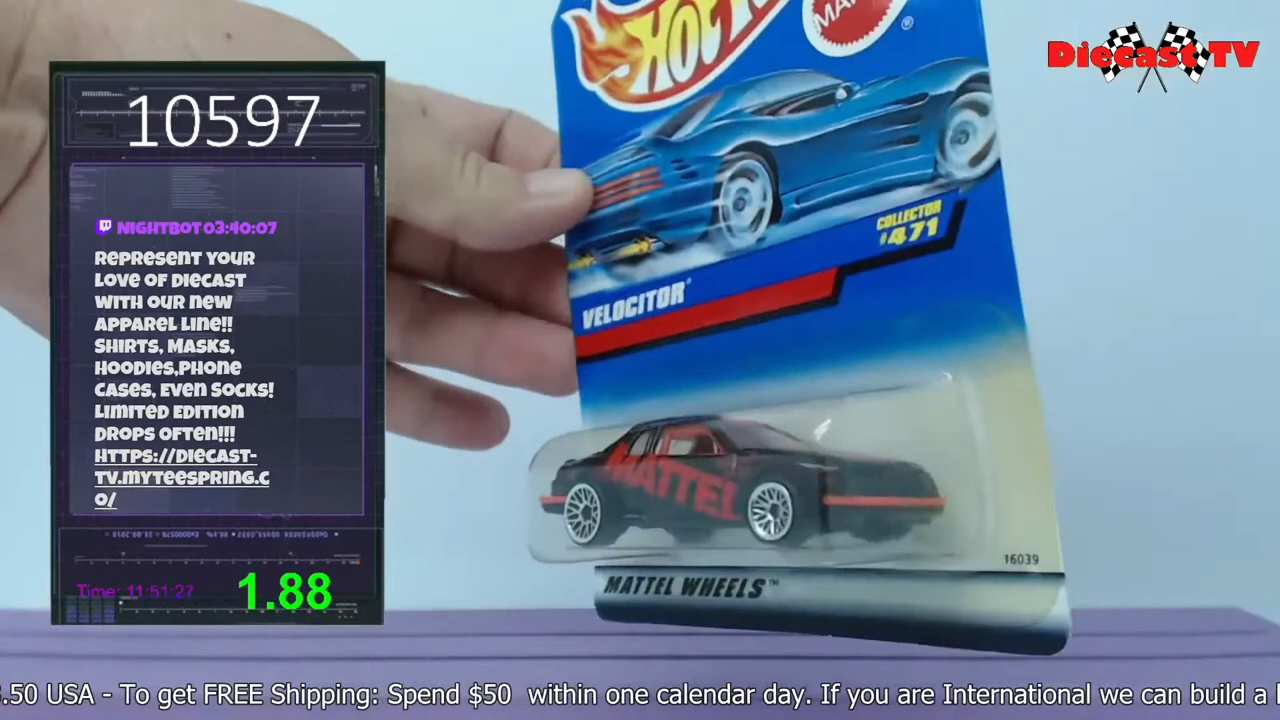 10597
NIGHTBOT 03:40:07
REPRESENT YOUR
LOVE OF DIECAST
WITH OUR NEW
APPAREL LINE!!
SHIRTS, MASKS,
HOODIES,PHONE
CASES, EVEN SOCKS!
LIMITED EDITION
DROPS OFTEN!!!
HTTPS://DIECAST-
TV.MYTEESPRING.C
O/
Time: 11:51:27
1.88
Diecast TV
HOT
®
COLLECTOR
#471
VELOCITOR
MATTEL
16039
MATTEL WHEELS™
.50 USA - To get FREE Shipping: Spend $50 within one calendar day. If you are International we can build a